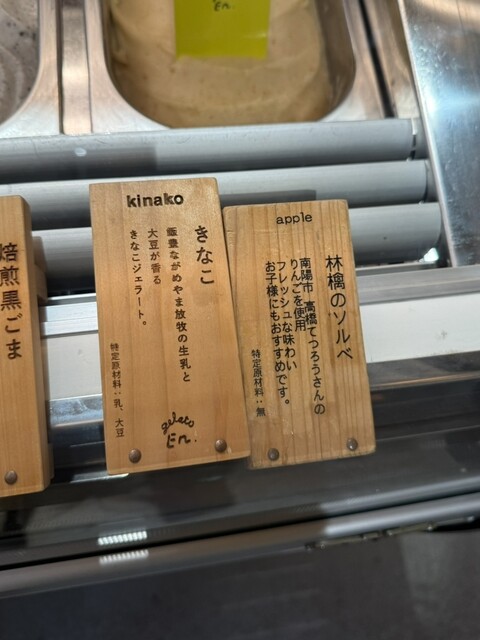 En.
焙煎黒ごま
kinako
きなこ
飯豊ながめやま放牧の生乳と
大豆が香る
きなこジェラート。
特定原材料:乳、大豆
gelato
En.
apple
林檎のソルベ
南陽市 高橋てつろうさんの
りんごを使用
フレッシュな味わい
お子様にもおすすめです。
特定原材料:無